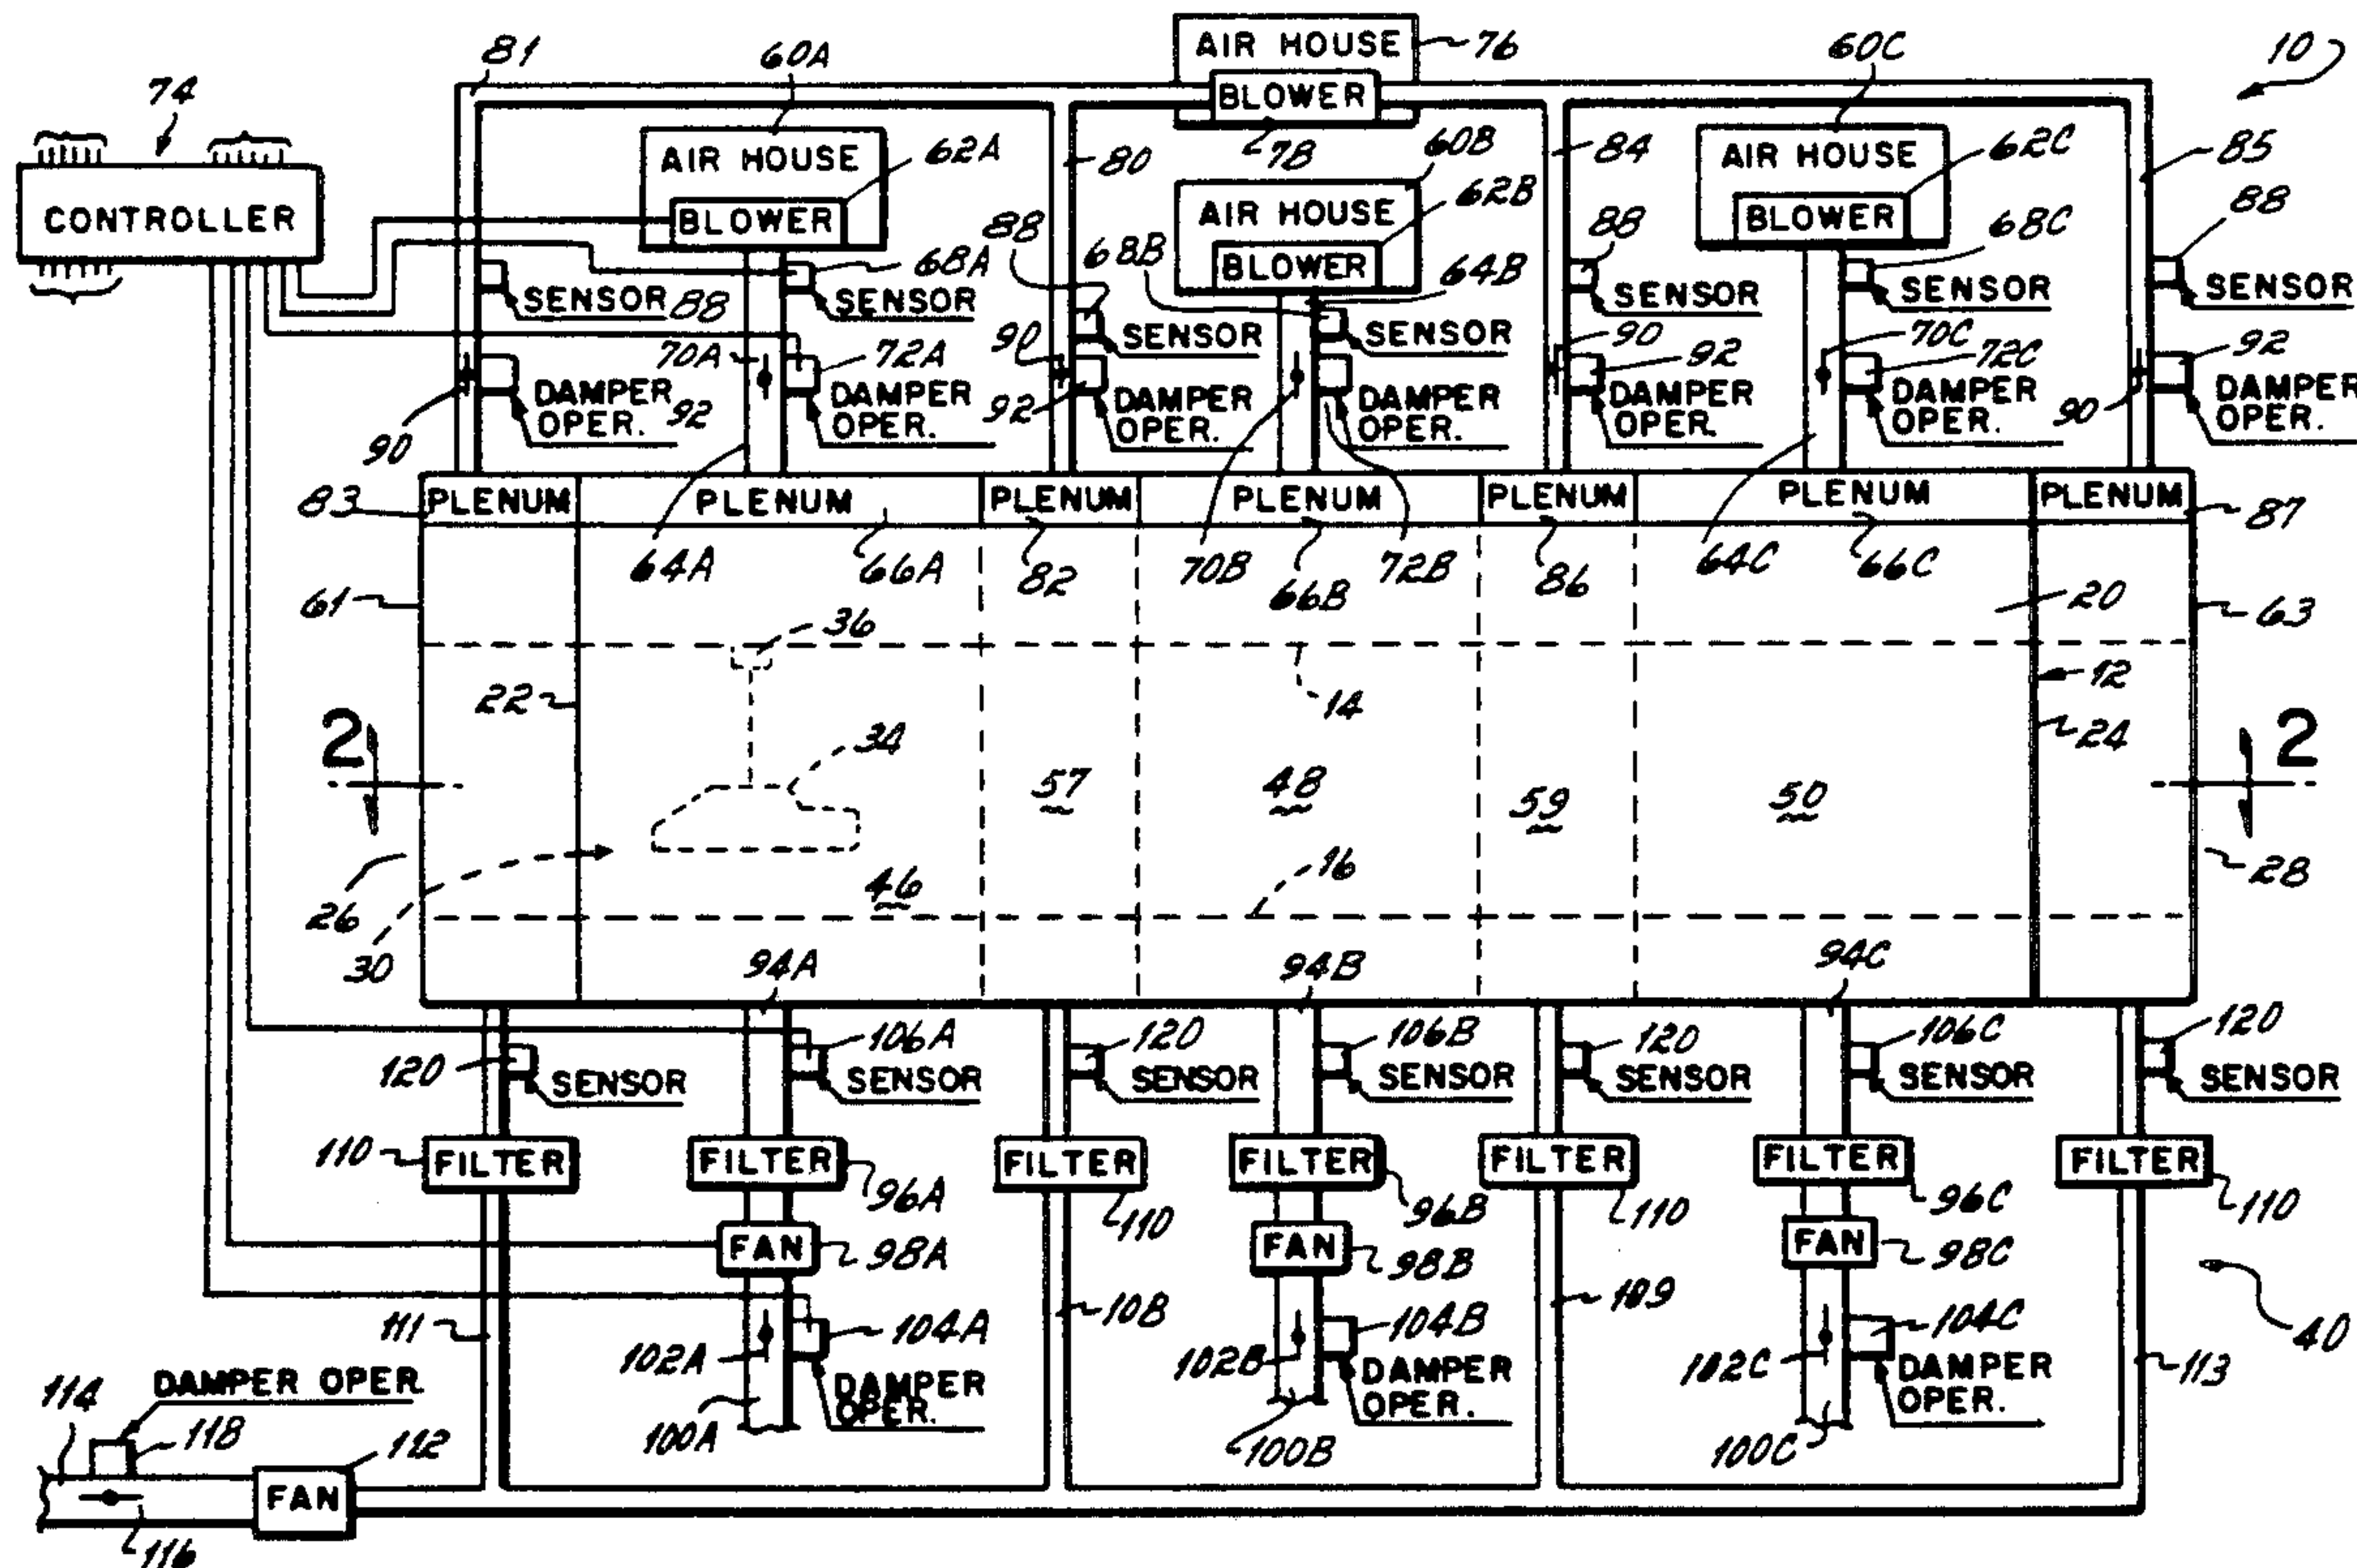 81
60A
AIR HOUSE
76
60C
10
74
BLOWER
78
AIR HOUSE
62A
80
60B
84
AIR HOUSE
62C
85
CONTROLLER
BLOWER
AIR HOUSE
62B
BLOWER
88
88
88
68B
BLOWER
64B
68C
68A
SENSOR
88
SENSOR
SENSOR
SENSOR
SENSOR
SENSOR
SENSOR
70A
72A
90
90
70C
72C
92
92
DAMPER
OPER.
92
DAMPER
OPER.
92
DAMPER
OPER.
DAMPER
OPER.
DAMPER
OPER.
DAMPER
OPER.
90
DAMPER
OPER.
90
83
PLENUM
PLENUM
PLENUM
PLENUM
PLENUM
PLENUM
PLENUM
87
64A
66A
82
70B
66B
72B
86
64C
66C
61
36
20
63
22
14
12
24
2
34
2
57
48
59
50
26
46
16
28
30
94A
94B
94C
120
106A
120
106B
120
106C
120
SENSOR
SENSOR
SENSOR
SENSOR
SENSOR
SENSOR
SENSOR
110
FILTER
FILTER
FILTER
FILTER
FILTER
FILTER
FILTER
96A
110
96B
110
96C
110
FAN
98A
FAN
98B
FAN
98C
111
108
109
40
102A
104A
102B
104B
102C
104C
113
DAMPER
OPER.
DAMPER
OPER.
DAMPER
OPER.
100A
100B
100C
114
DAMPER OPER.
118
112
FAN
116